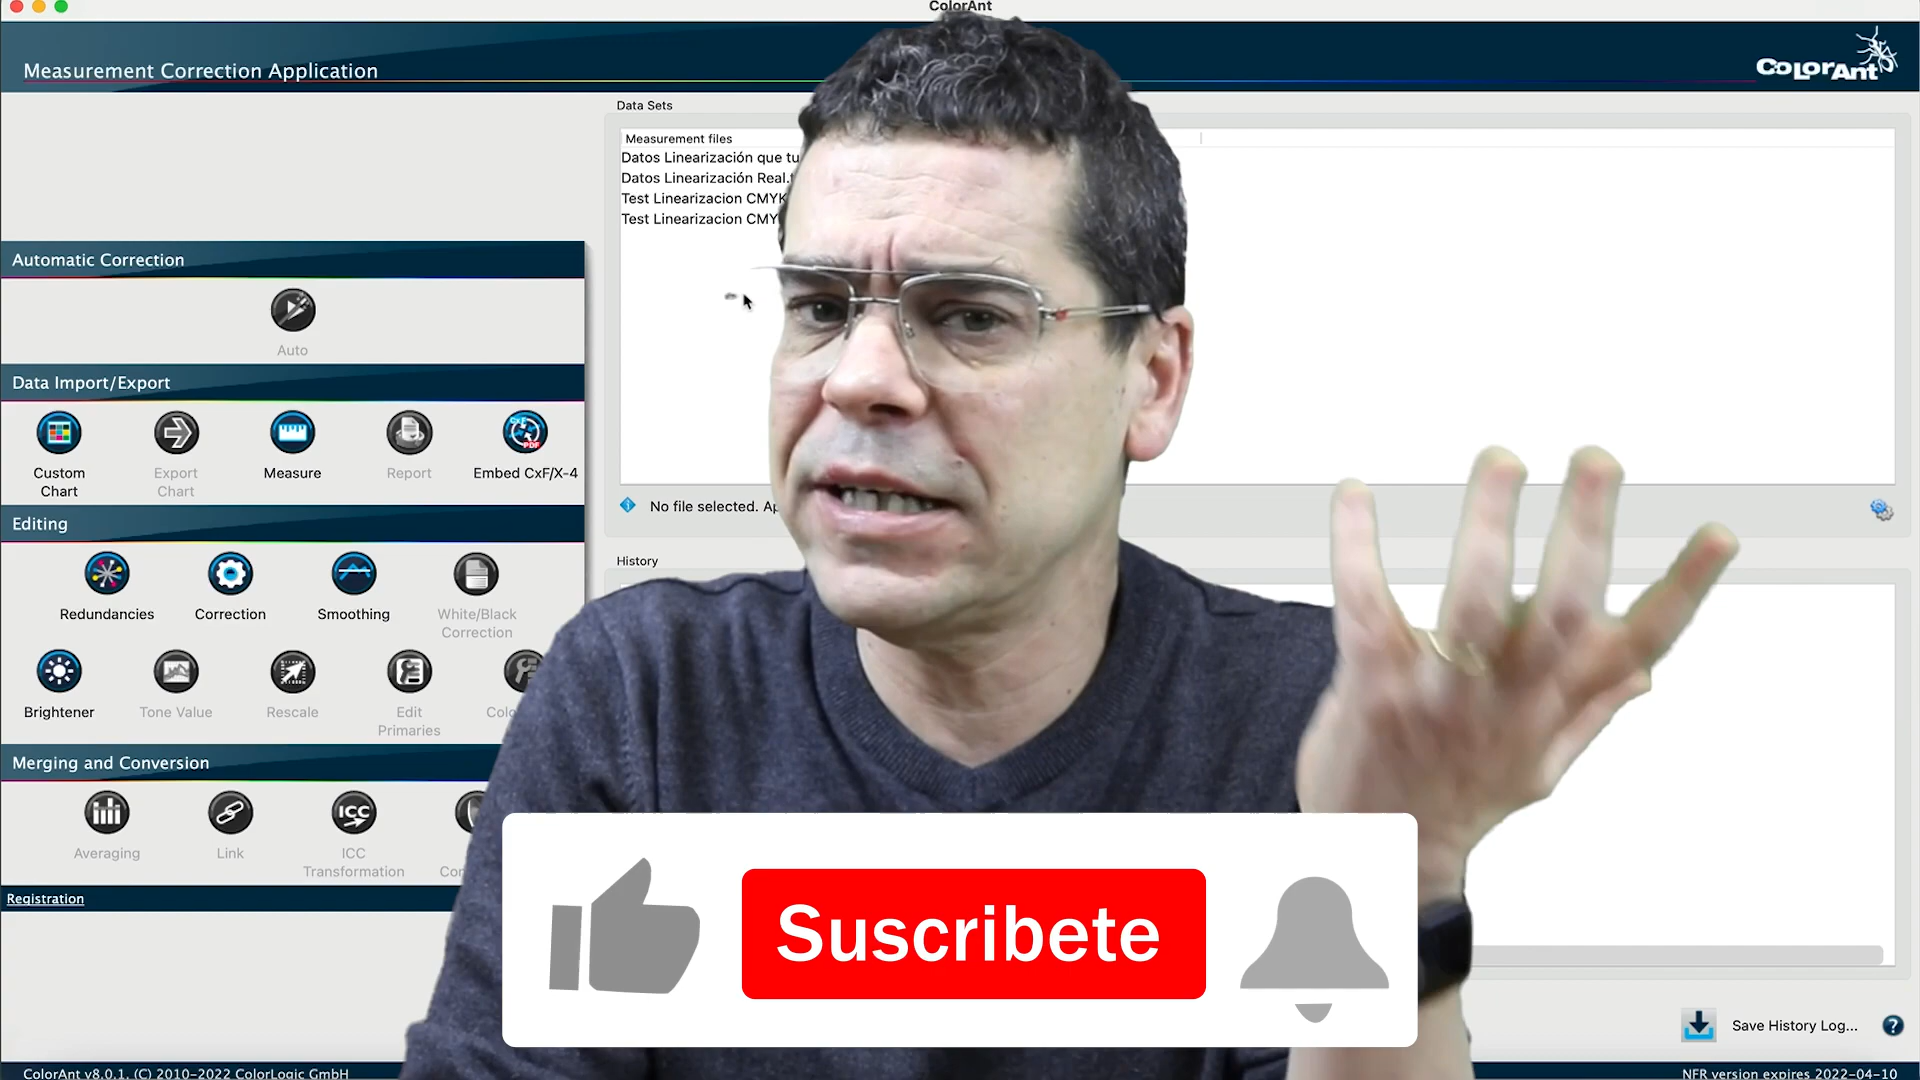 ColorAnt
Measurement Correction Application
ColorAnt
Data Sets
Measurement files
Datos Linearización que tu
Datos Linearización Real.
Test Linearizacion CMYK
Test Linearizacion CMY
No file selected. Ap
Automatic Correction
Auto
Data Import/Export
Custom
Chart
Export
Chart
Measure
Report
Embed CxF/X-4
Editing
Redundancies
Correction
Smoothing
White/Black
Correction
Brightener
Tone Value
Rescale
Edit
Primaries
Colo
Merging and Conversion
Averaging
Link
ICC
ICC
Transformation
Con
Registration
History
Suscribete
Save History Log...
ColorAnt v8.0.1, (C) 2010-2022 ColorLogic GmbH
NFR version expires 2022-04-10